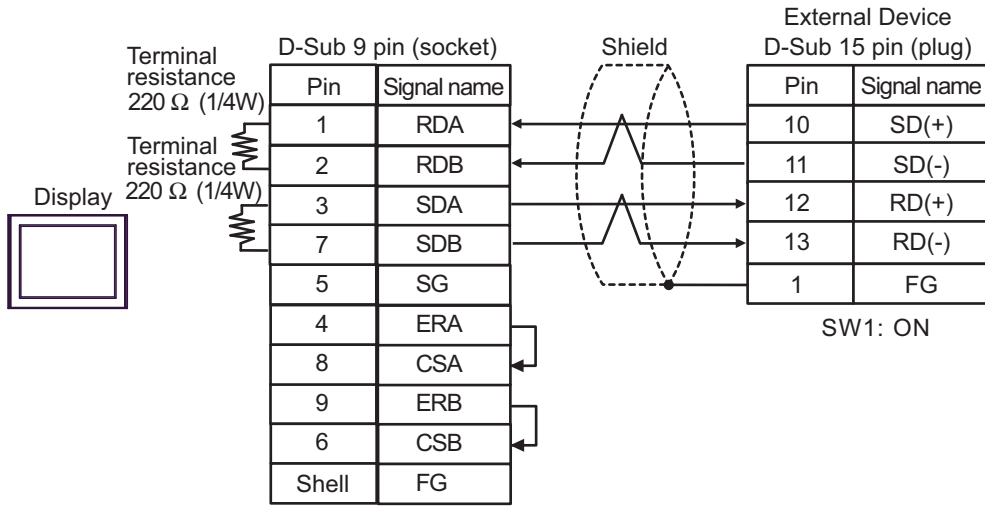 External Device
D-Sub 9 pin (socket)
Shield
D-Sub 15 pin (plug)
Terminal
resistance
220 Ω (1/4W)
Terminal
resistance
220 Ω (1/4W)
Display
Pin Signal name
1 RDA
2 RDB
3 SDA
7 SDB
5 SG
4 ERA
8 CSA
9 ERB
6 CSB
Shell FG
Pin Signal name
10 SD(+)
11 SD(-)
12 RD(+)
13 RD(-)
1 FG
SW1: ON